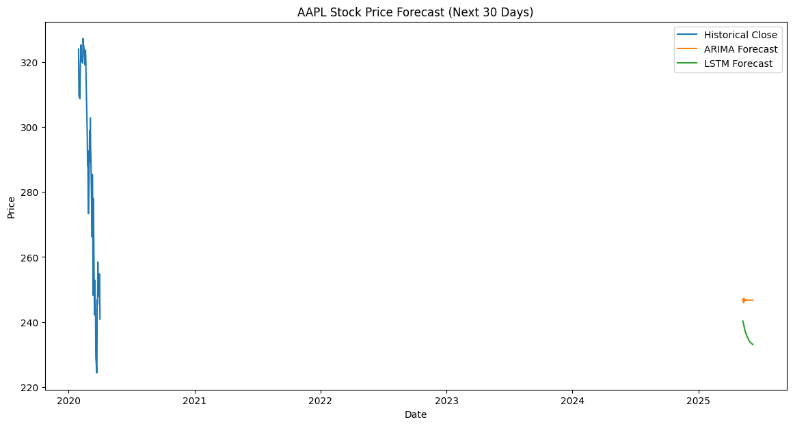 AAPL Stock Price Forecast (Next 30 Days)
Historical Close
ARIMA Forecast
LSTM Forecast
Price
320
300
280
260
240
220
2020
2021
2022
2023
2024
2025
Date